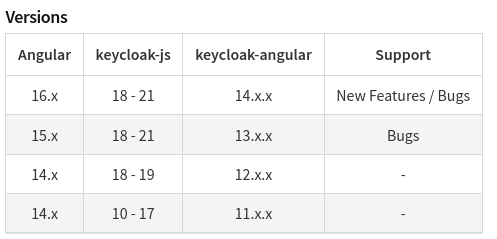 Versions
Angular keycloak-js keycloak-angular Support
16.x 18 - 21 14.x.x New Features / Bugs
15.x 18 - 21 13.x.x Bugs
14.x 18 - 19 12.x.x -
14.x 10 - 17 11.x.x -